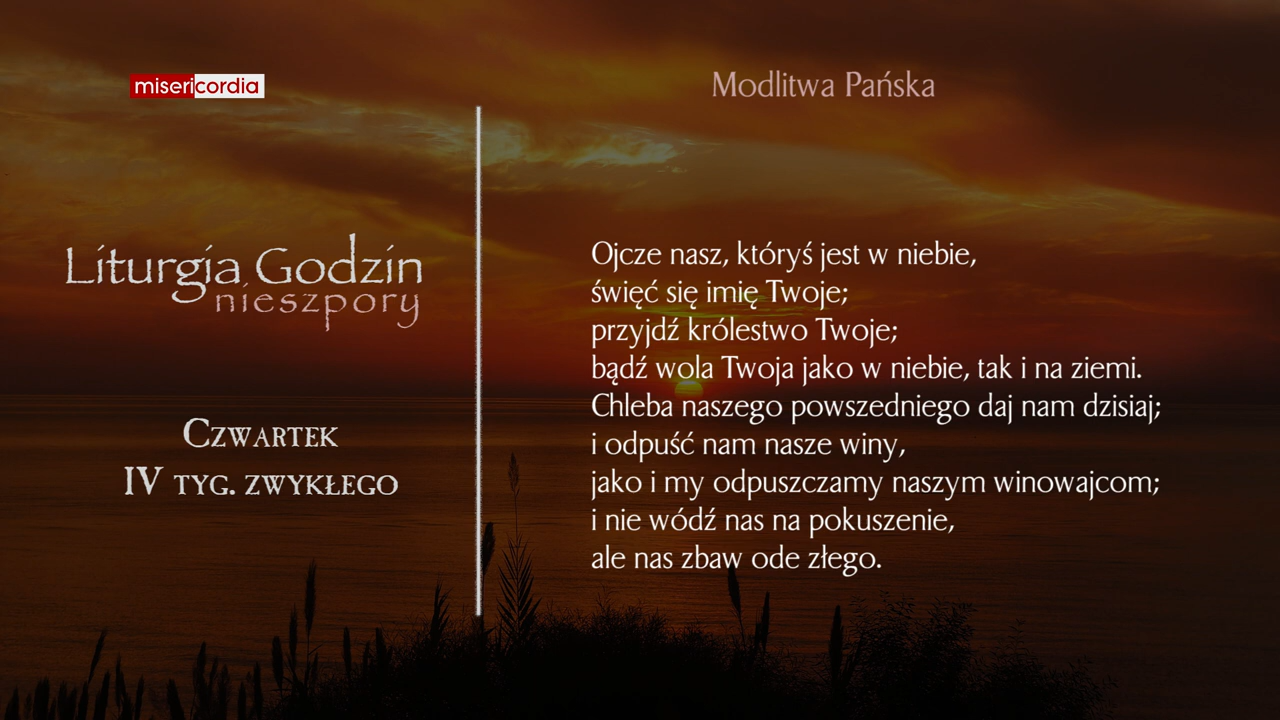 misericordia
Liturgia Godzin
nieszpory
Czwartek
IV tyg. zwykłego
Modlitwa Pańska
Ojcze nasz, któryś jest w niebie,
święć się imię Twoje;
przyjdź królestwo Twoje;
bądź wola Twoja jako w niebie, tak i na ziemi.
Chleba naszego powszedniego daj nam dzisiaj;
i odpuść nam nasze winy,
jako i my odpuszczamy naszym winowajcom;
i nie wódź nas na pokuszenie,
ale nas zbaw ode złego.